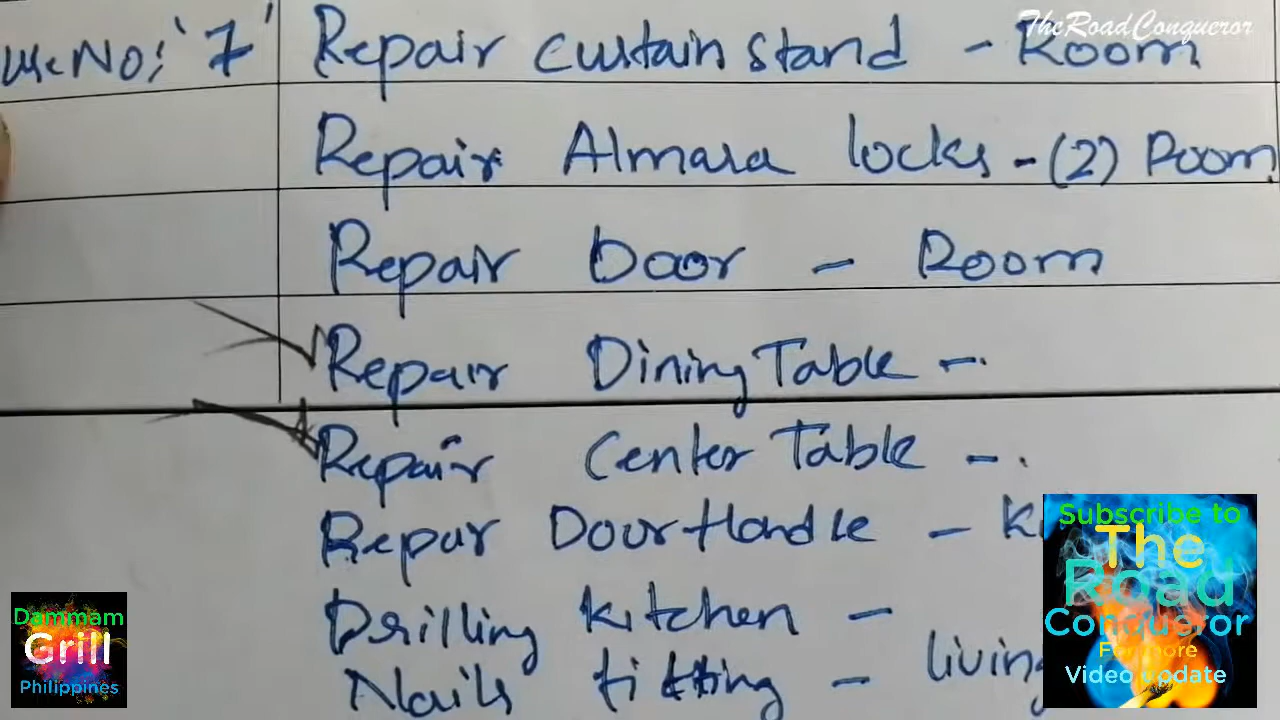 TheRoadConqueror
No: '7' Repair curtain stand - Room
Repair Almara locks - (2) Room
Repair Door - Room
Repair Dining Table -
Repair Center Table -
Repair Door Handle - K
Drilling kitchen -
Nails fitting - living
Subscribe to
The
Road
Conqueror
For more
Video update
Dammam
Grill
Philippines